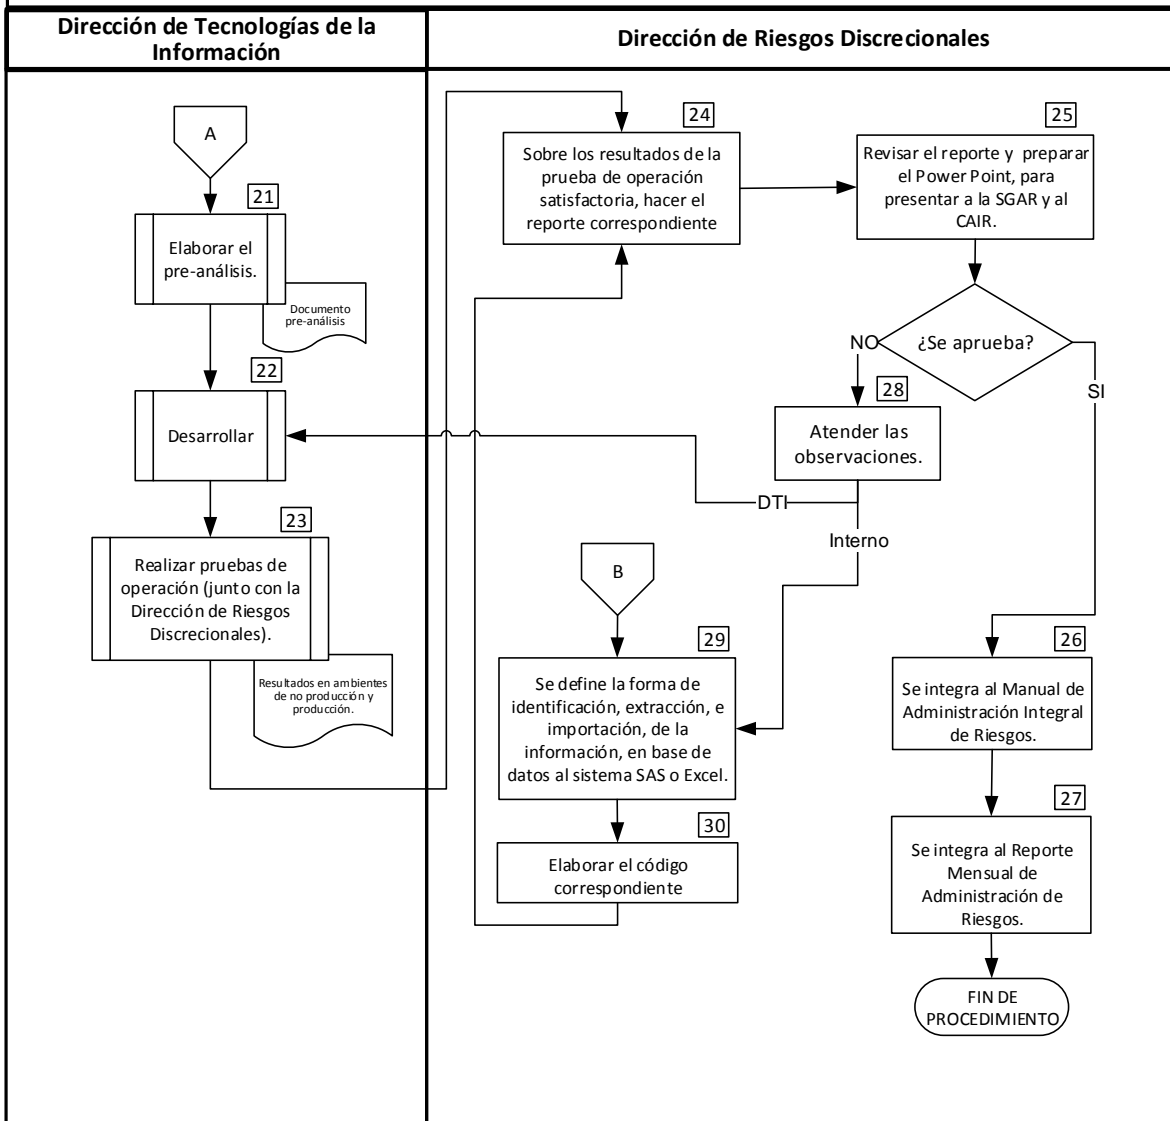 Dirección de Tecnologías de la
Información
Dirección de Riesgos Discrecionales
A
21
Elaborar el
pre-análisis.
Documento
pre-análisis
22
Desarrollar
23
Realizar pruebas de
operación (junto con la
Dirección de Riesgos
Discrecionales).
Resultados en ambientes
de no producción y
producción.
24
Sobre los resultados de la
prueba de operación
satisfactoria, hacer el
reporte correspondiente
25
Revisar el reporte y preparar
el Power Point, para
presentar a la SGAR y al
CAIR.
¿Se aprueba?
NO
SI
28
Atender las
observaciones.
DTI
Interno
B
29
Se define la forma de
identificación, extracción, e
importación, de la
información, en base de
datos al sistema SAS o Excel.
30
Elaborar el código
correspondiente
26
Se integra al Manual de
Administración Integral
de Riesgos.
27
Se integra al Reporte
Mensual de
Administración de
Riesgos.
FIN DE
PROCEDIMIENTO